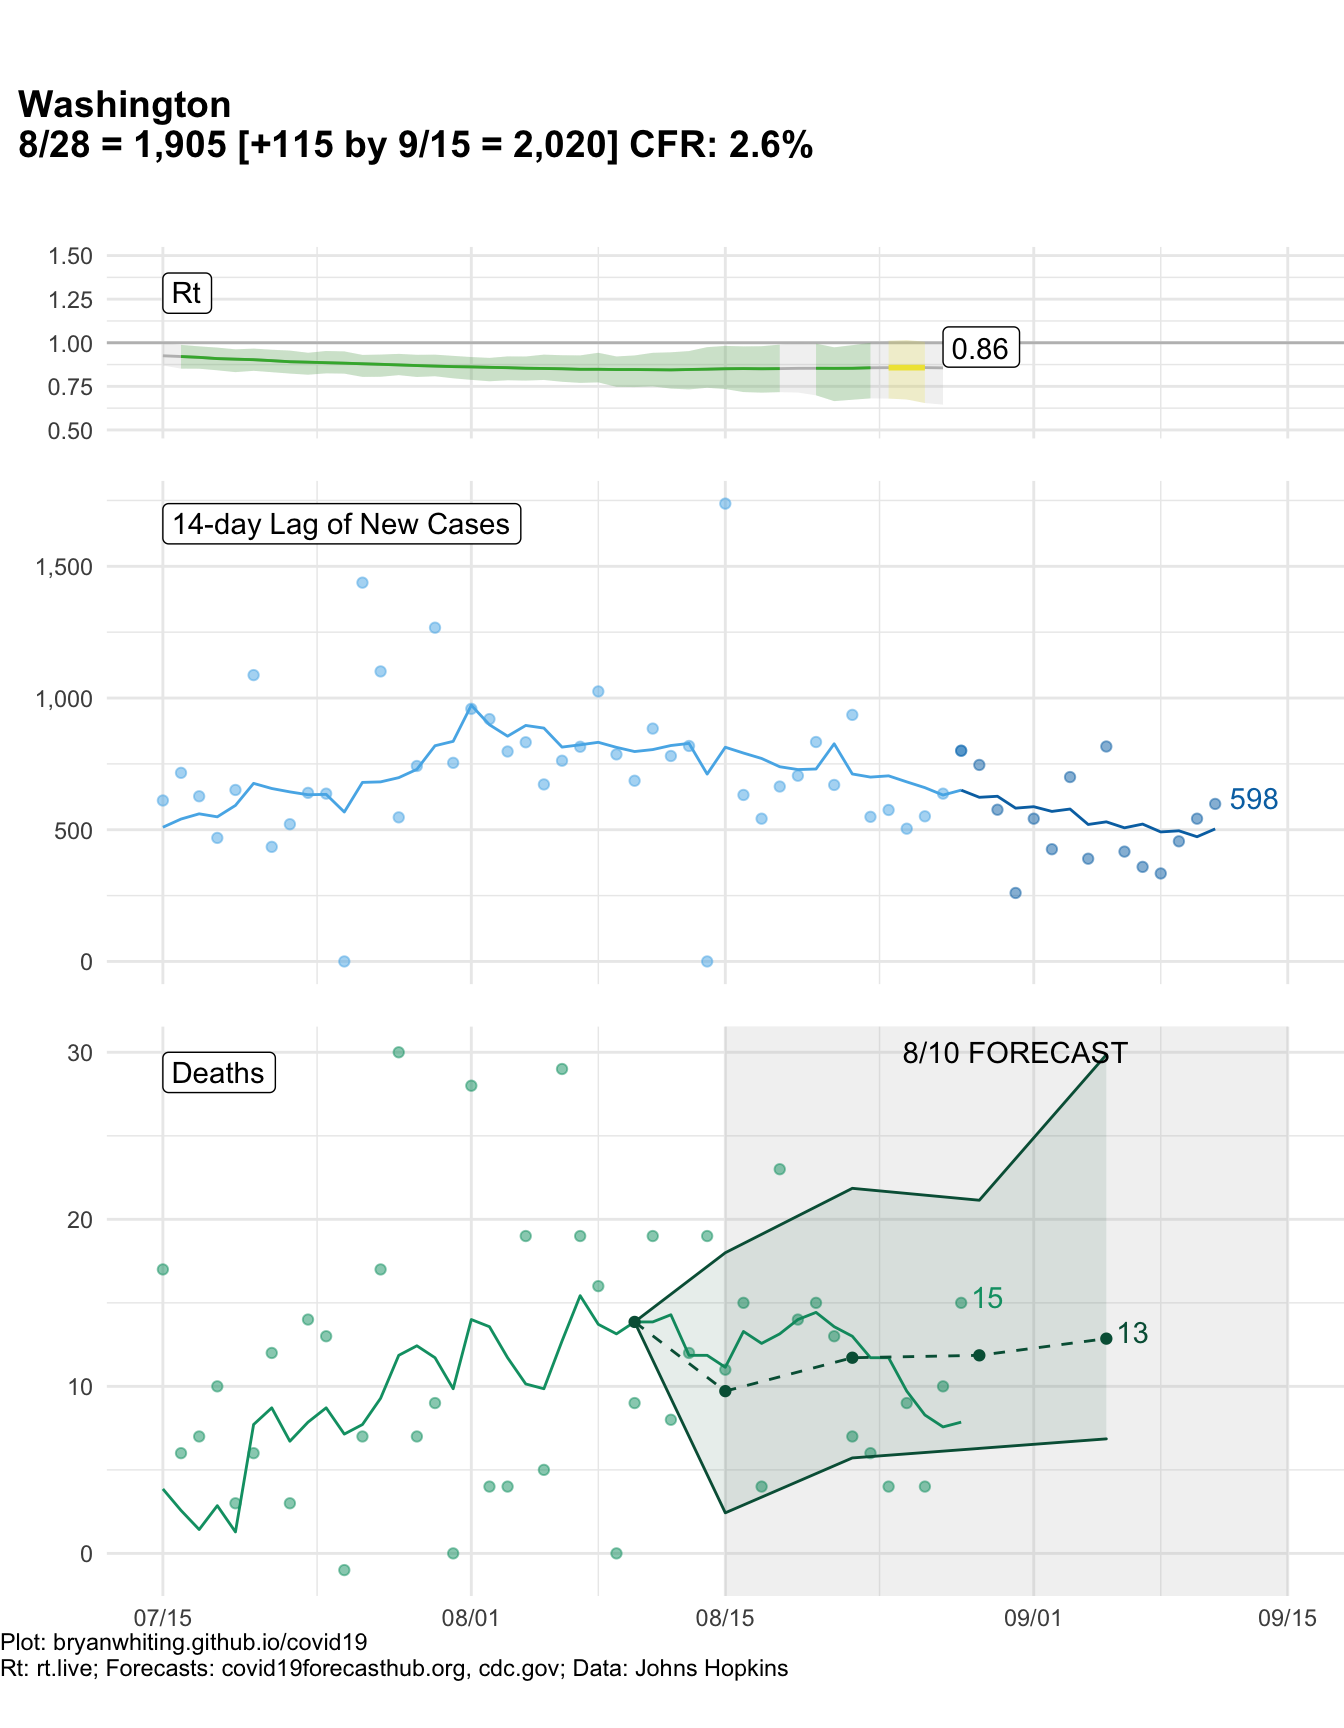 Washington
8/28 = 1,905 [+115 by 9/15 = 2,020] CFR: 2.6%
1.50
Rt
1.25
1.00
0.86
0.75
0.50
14-day Lag of New Cases
1,500
1,000
598
500
0
30
8/10 FORECAST
Deaths
20
15
13
10
0
07/15 08/01 08/15 09/01 09/15
Plot: bryanwhiting.github.io/covid19
Rt: rt.live; Forecasts: covid19forecasthub.org, cdc.gov; Data: Johns Hopkins